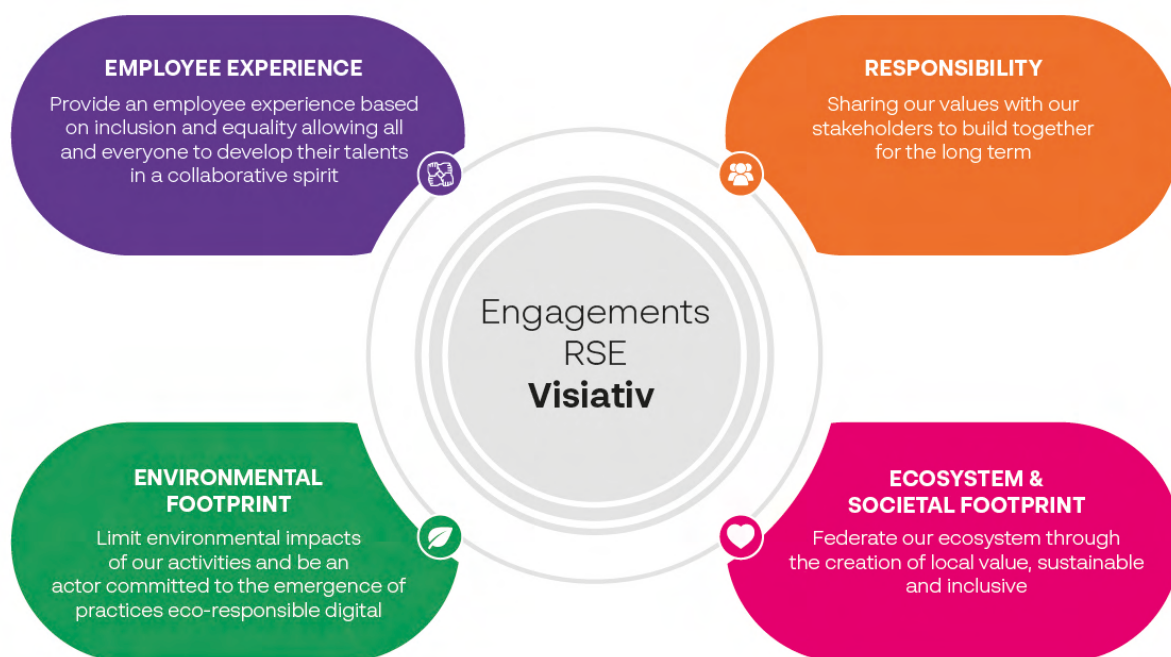 EMPLOYEE EXPERIENCE
Provide an employee experience based
on inclusion and equality allowing all
and everyone to develop their talents
in a collaborative spirit
RESPONSIBILITY
Sharing our values with our
stakeholders to build together
for the long term
Engagements
RSE
Visiativ
ENVIRONMENTAL
FOOTPRINT
Limit environmental impacts
of our activities and be an
actor committed to the emergence of
practices eco-responsible digital
ECOSYSTEM &
SOCIETAL FOOTPRINT
Federate our ecosystem through
the creation of local value, sustainable
and inclusive